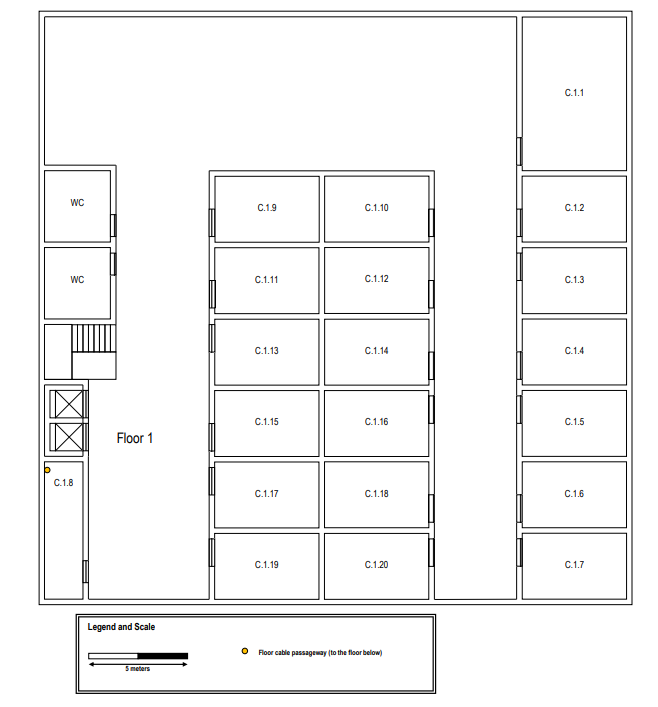 C.1.1
WC
C.1.9
C.1.10
C.1.2
WC
C.1.11
C.1.12
C.1.3
C.1.13
C.1.14
C.1.4
C.1.15
C.1.16
C.1.5
Floor 1
C.1.8
C.1.17
C.1.18
C.1.6
C.1.19
C.1.20
C.1.7
Legend and Scale
Floor cable passageway (to the floor below)
5 meters